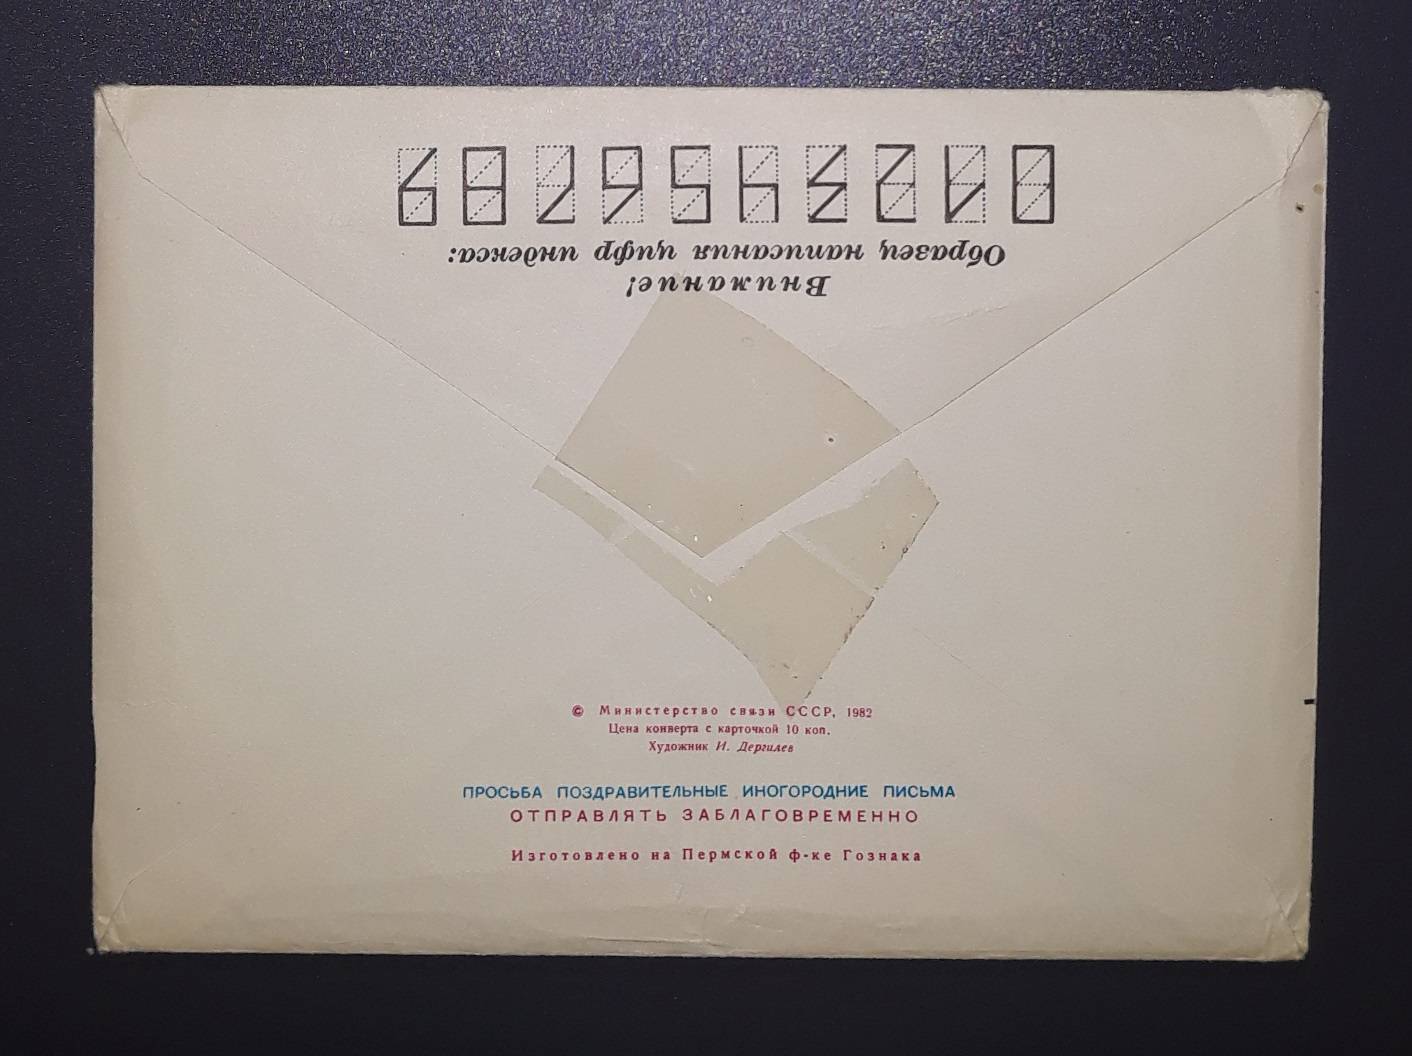 Внимание!
Образец написания цифр индекса:
0123456789
© Министерство связи СССР, 1982
Цена конверта с карточкой 10 коп.
Художник И. Дергилев
ПРОСЬБА ПОЗДРАВИТЕЛЬНЫЕ ИНОГОРОДНИЕ ПИСЬМА
ОТПРАВЛЯТЬ ЗАБЛАГОВРЕМЕННО
Изготовлено на Пермской ф-ке Гознака